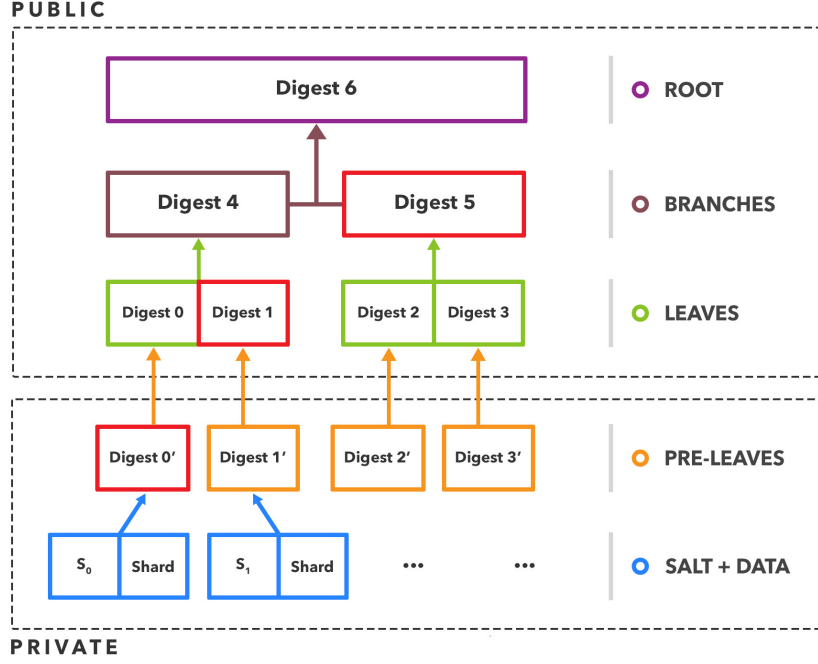 PUBLIC
Digest 6
ROOT
Digest 4
Digest 5
BRANCHES
Digest 0
Digest 1
Digest 2
Digest 3
LEAVES
Digest 0′
Digest 1′
Digest 2′
Digest 3′
PRE-LEAVES
S₀
Shard
S₁
Shard
...
...
SALT + DATA
PRIVATE